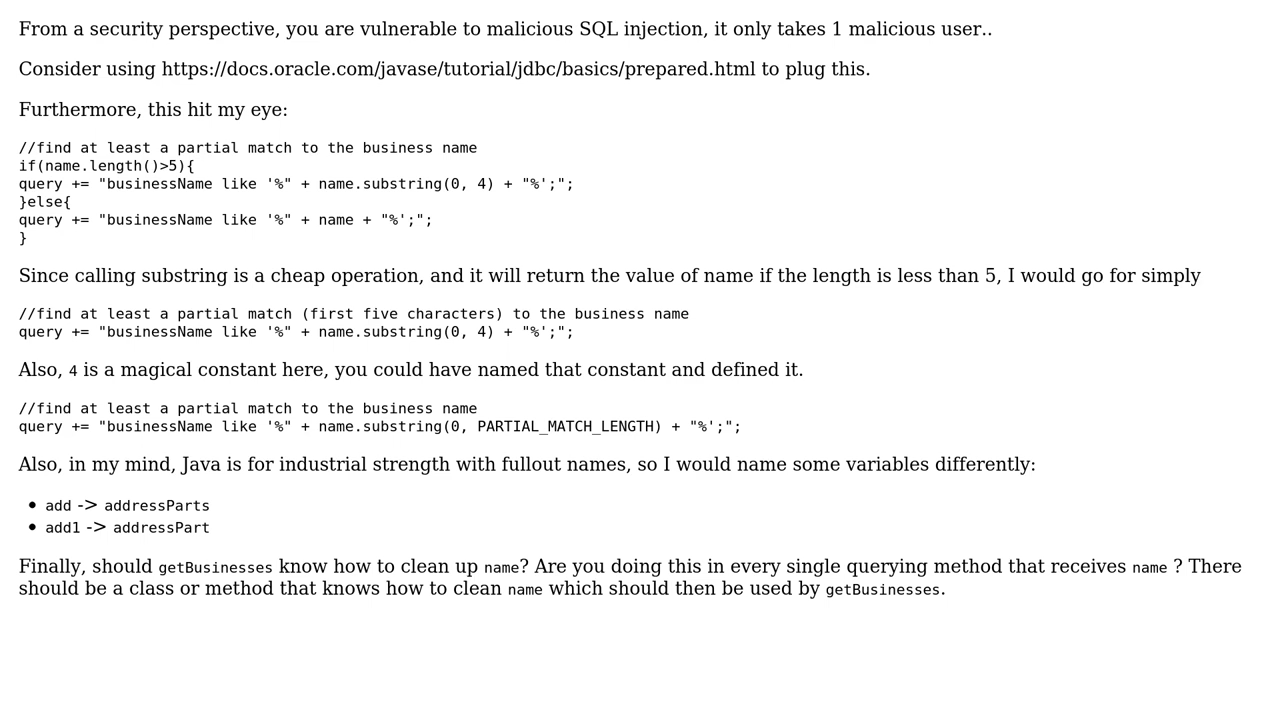 From a security perspective, you are vulnerable to malicious SQL injection, it only takes 1 malicious user..
Consider using https://docs.oracle.com/javase/tutorial/jdbc/basics/prepared.html to plug this.
Furthermore, this hit my eye:
//find at least a partial match to the business name
if(name.length()>5){
query += "businessName like '%" + name.substring(0, 4) + "%';";
}else{
query += "businessName like '%" + name + "%';";
}
Since calling substring is a cheap operation, and it will return the value of name if the length is less than 5, I would go for simply
//find at least a partial match (first five characters) to the business name
query += "businessName like '%" + name.substring(0, 4) + "%';";
Also, 4 is a magical constant here, you could have named that constant and defined it.
//find at least a partial match to the business name
query += "businessName like '%" + name.substring(0, PARTIAL_MATCH_LENGTH) + "%';";
Also, in my mind, Java is for industrial strength with fullout names, so I would name some variables differently:
• add -> addressParts
• add1 -> addressPart
Finally, should getBusinesses know how to clean up name? Are you doing this in every single querying method that receives name ? There
should be a class or method that knows how to clean name which should then be used by getBusinesses.